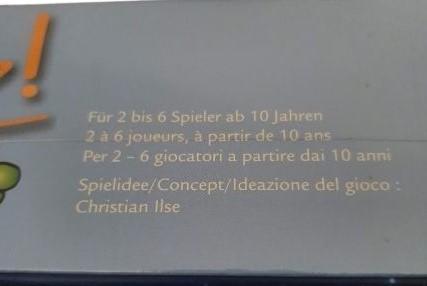 !
Für 2 bis 6 Spieler ab 10 Jahren
2 à 6 joueurs, à partir de 10 ans
Per 2 – 6 giocatori a partire dai 10 anni
Spielidee/Concept/Ideazione del gioco :
Christian Ilse